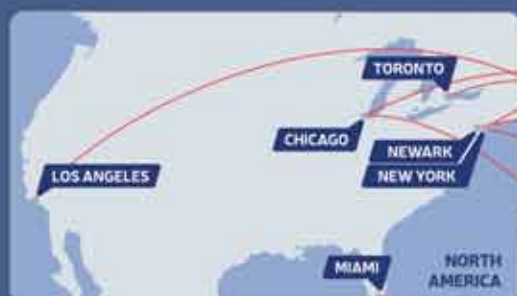 TORONTO
CHICAGO
NEWARK
NEW YORK
LOS ANGELES
MIAMI
NORTH
AMERICA